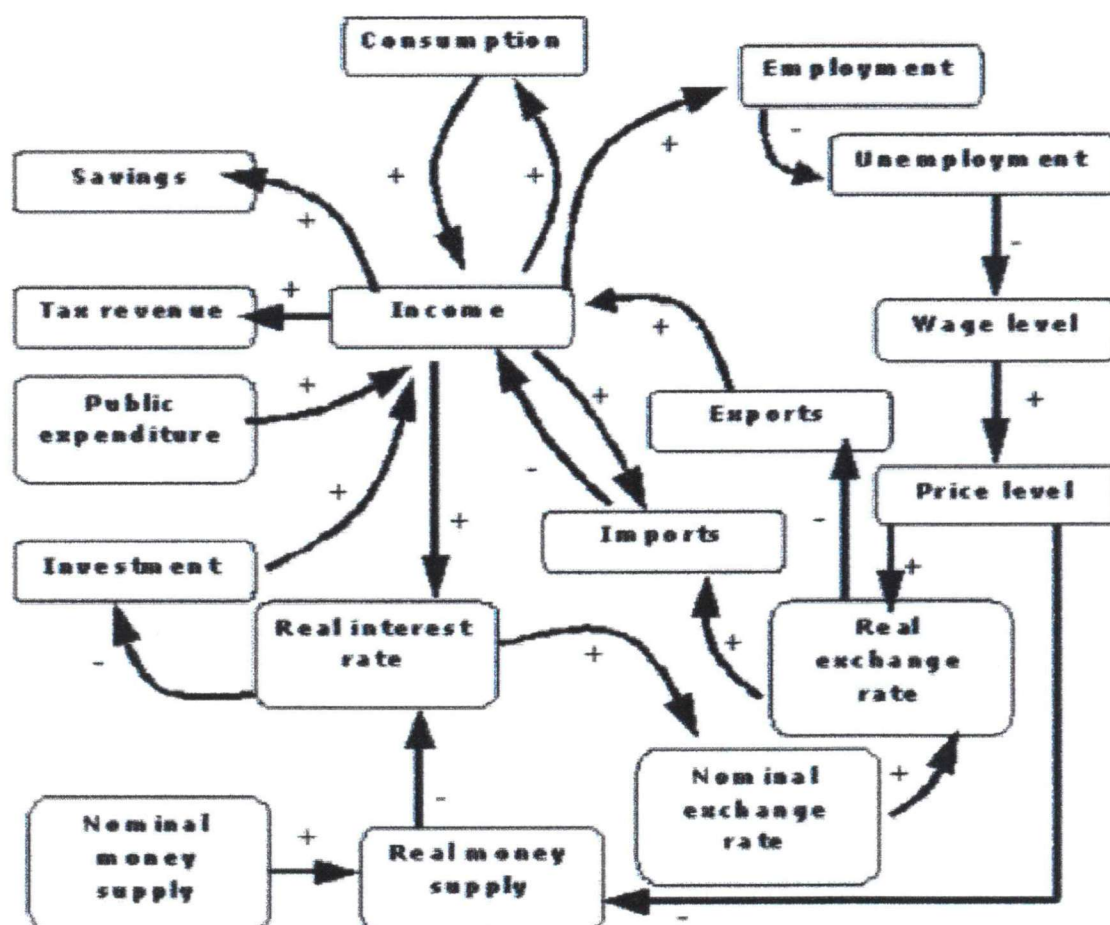 Consumption
Employment
+
-
Unemployment
Savings
+
+
+
-
Tax revenue
+
Income
+
Wage level
Public
expenditure
+
+
Exports
+
-
+
Price level
+
Imports
-
+
Investment
Real interest
rate
+
+
Real
exchange
rate
-
Nominal
exchange
rate
+
-
Nominal
money
supply
+
Real money
supply
-